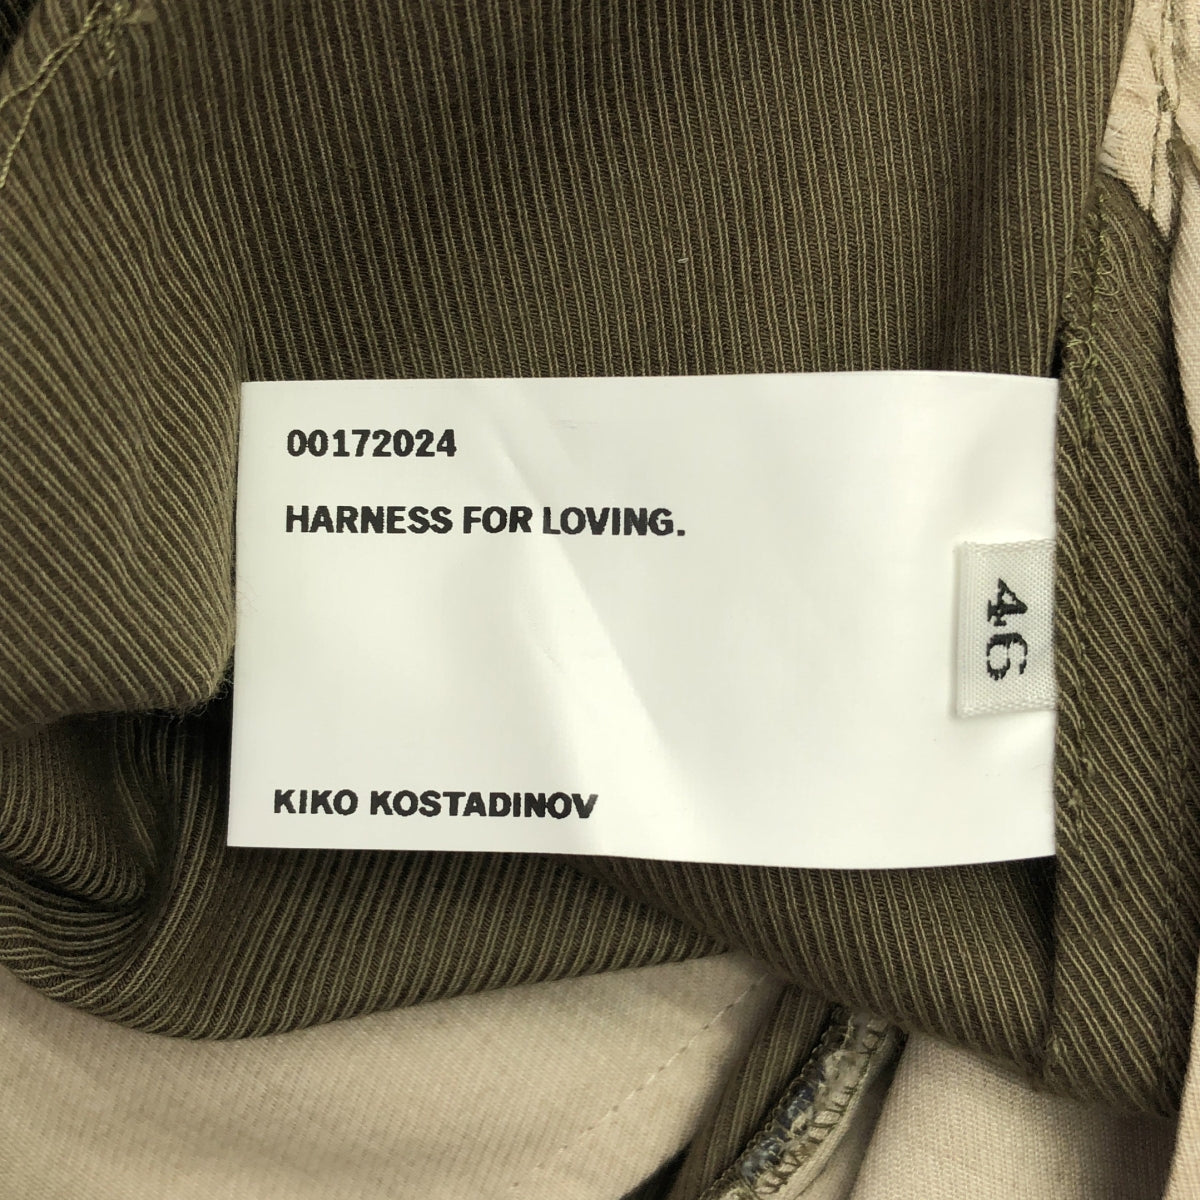 00172024
HARNESS FOR LOVING.
46
KIKO KOSTADINOV